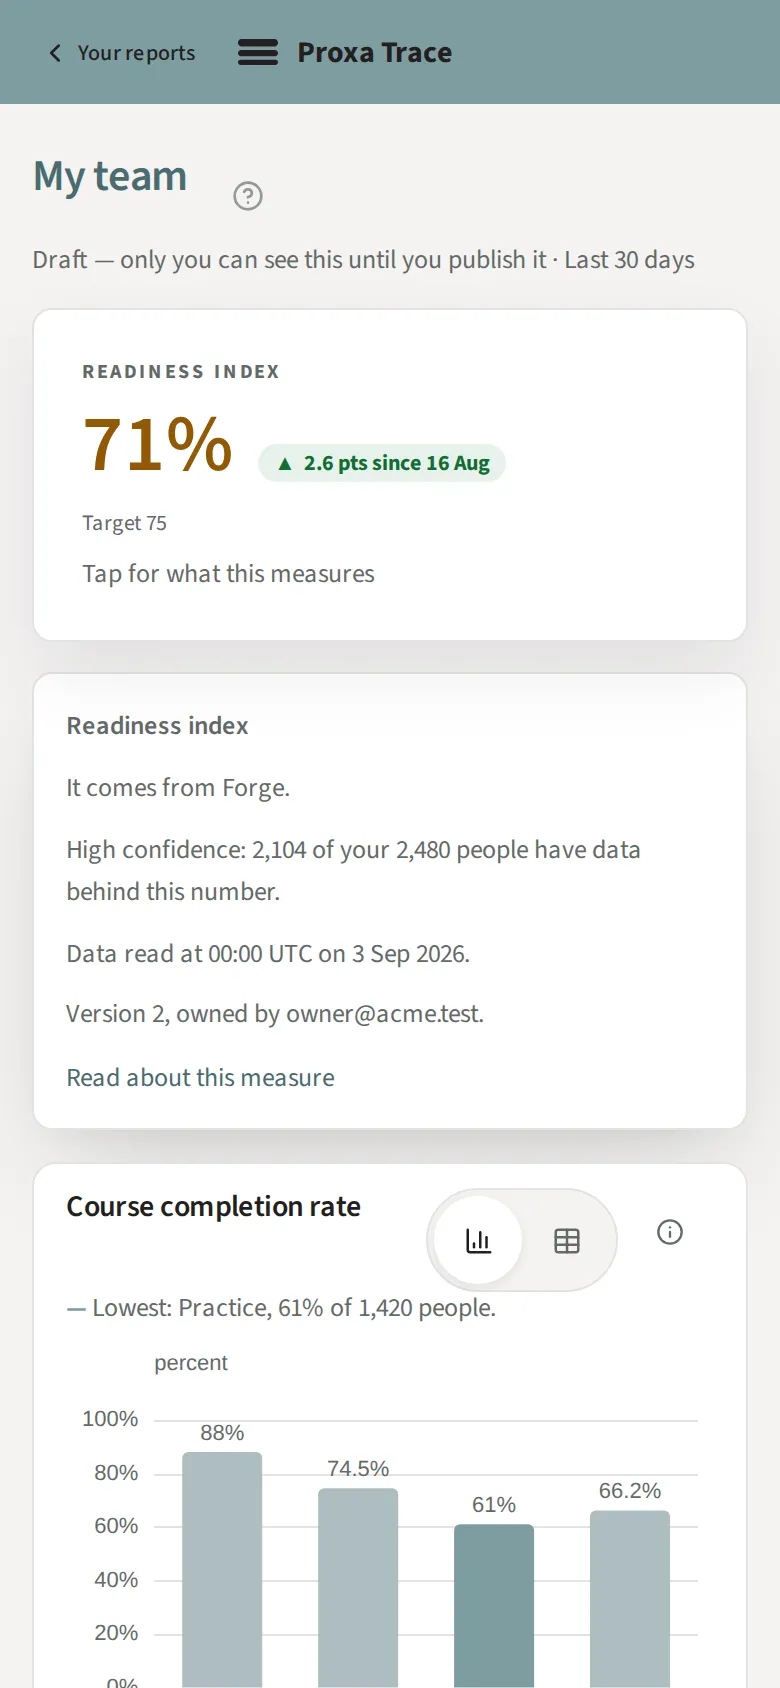 Your reports
Proxa Trace
My team
Draft — only you can see this until you publish it · Last 30 days
READINESS INDEX
71%
▲ 2.6 pts since 16 Aug
Target 75
Tap for what this measures
Readiness index
It comes from Forge.
High confidence: 2,104 of your 2,480 people have data
behind this number.
Data read at 00:00 UTC on 3 Sep 2026.
Version 2, owned by owner@acme.test.
Read about this measure
Course completion rate
— Lowest: Practice, 61% of 1,420 people.
percent
100%
88%
80%
74.5%
60%
61%
66.2%
40%
20%
0%